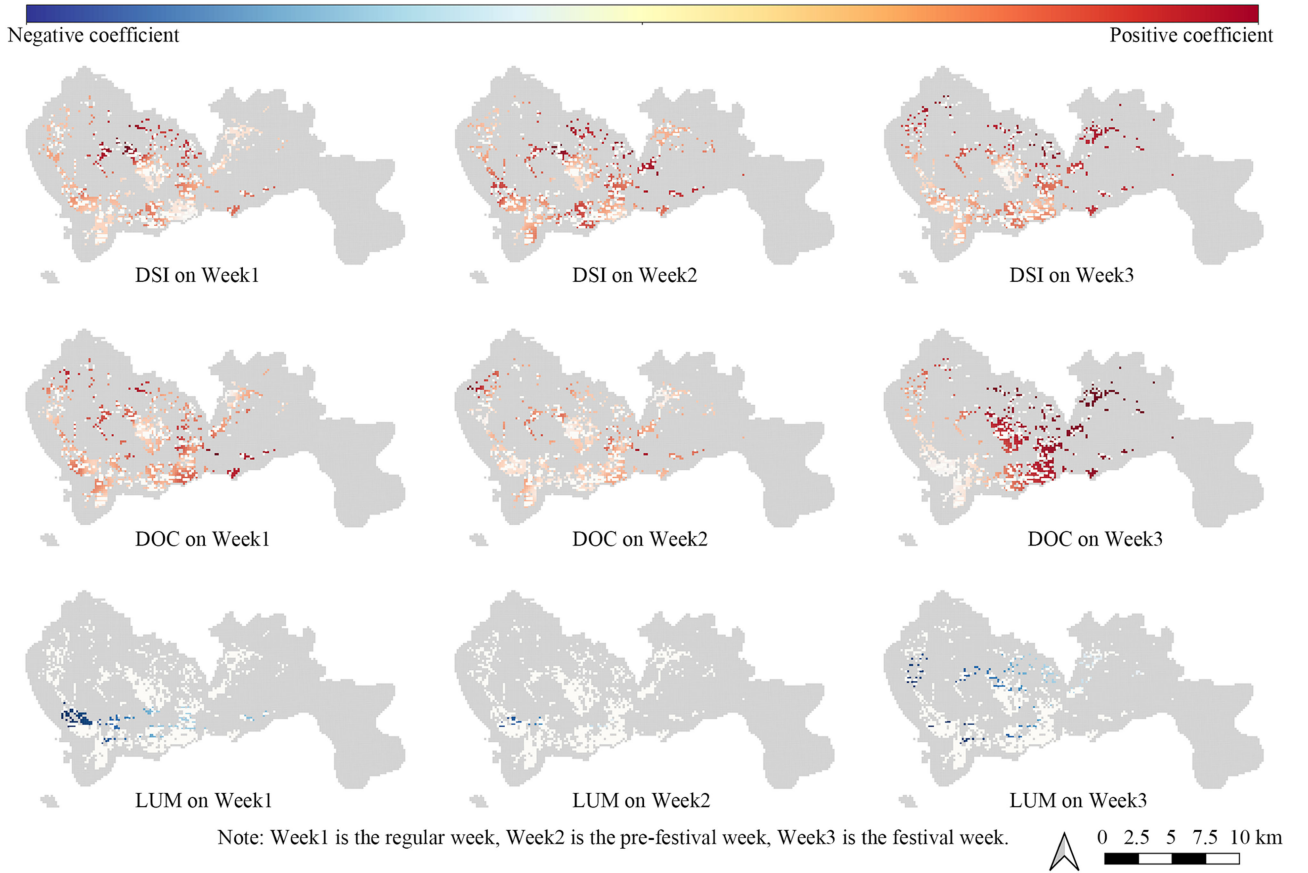 Negative coefficient Positive coefficient
DSI on Week1 DSI on Week2 DSI on Week3
DOC on Week1 DOC on Week2 DOC on Week3
LUM on Week1 LUM on Week2 LUM on Week3
Note: Week1 is the regular week, Week2 is the pre-festival week, Week3 is the festival week.
0 2.5 5 7.5 10 km